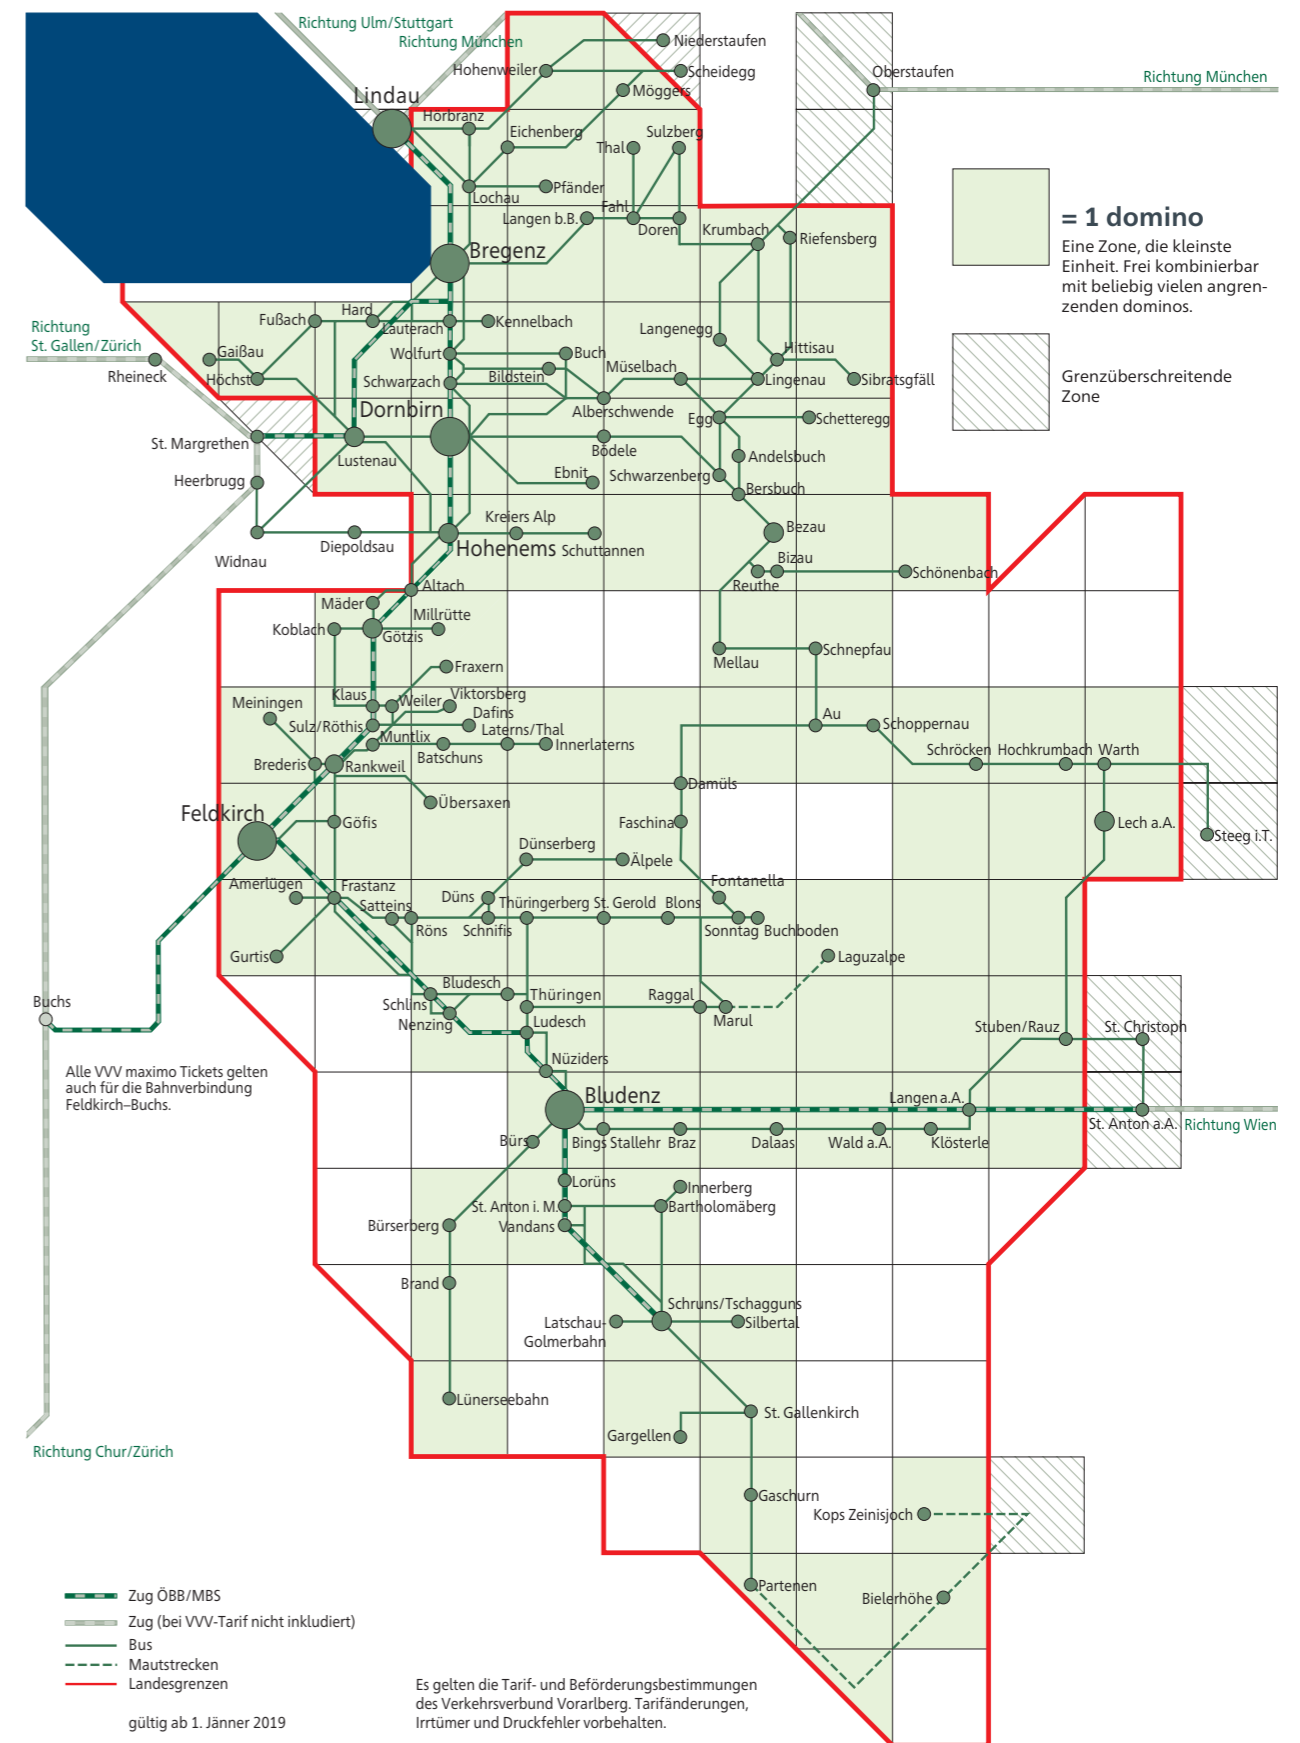 Richtung Ulm/Stuttgart
Richtung München
Niederstaufen
Hohenweiler
Scheidegg
Möggers
Oberstaufen
Richtung München
Lindau
Hörbranz
Eichenberg
Thal
Sulzberg
Lochau
Pfänder
Langen b.B.
Fahl
Doren
Krumbach
Riefensberg
= 1 domino
Eine Zone, die kleinste
Einheit. Frei kombinierbar
mit beliebig vielen angren-
zenden dominos.
Bregenz
Richtung
St. Gallen/Zürich
Rheineck
Gaißau
Höchst
Fußach
Hard
Lauterach
Kennelbach
Wolfurt
Buch
Schwarzach
Bildstein
Müselbach
Langenegg
Hittisau
Lingenau
Sibratsgfäll
Grenzüberschreitende
Zone
Dornbirn
Alberschwende
Egg
Schetteregg
St. Margrethen
Lustenau
Bödele
Andelsbuch
Heerbrugg
Ebnit
Schwarzenberg
Bersbuch
Widnau
Diepoldsau
Hohenems
Kreiers Alp
Schuttannen
Bezau
Bizau
Reuthe
Schönenbach
Altach
Mäder
Koblach
Götzis
Millrütte
Mellau
Schnepfau
Fraxern
Klaus
Weiler
Viktorsberg
Meiningen
Sulz/Röthis
Dafins
Muntlix
Laterns/Thal
Batschuns
Innerlaterns
Brederis
Rankweil
Au
Schoppernau
Schröcken
Hochkrumbach
Warth
Übersaxen
Damüls
Feldkirch
Göfis
Faschina
Lech a.A.
Steeg i.T.
Dünserberg
Älpele
Amerlügen
Frastanz
Satteins
Röns
Düns
Schnifis
Thüringerberg
St. Gerold
Blons
Fontanella
Sonntag
Buchboden
Gurtis
Laguzalpe
Buchs
Schlins
Bludesch
Nenzing
Thüringen
Ludesch
Raggal
Marul
Stuben/Rauz
St. Christoph
Nüziders
Alle VVV maximo Tickets gelten
auch für die Bahnverbindung
Feldkirch–Buchs.
Bludenz
Langen a.A.
St. Anton a.A.
Richtung Wien
Bürs
Bings
Stallehr
Braz
Dalaas
Wald a.A.
Klösterle
Lorüns
St. Anton i. M.
Innerberg
Bartholomäberg
Vandans
Bürserberg
Brand
Schruns/Tschagguns
Latschau-
Golmerbahn
Silbertal
Lünerseebahn
St. Gallenkirch
Gargellen
Richtung Chur/Zürich
Gaschurn
Kops Zeinisjoch
Partenen
Bielerhöhe
Zug ÖBB/MBS
Zug (bei VVV-Tarif nicht inkludiert)
Bus
Mautstrecken
Landesgrenzen
gültig ab 1. Jänner 2019
Es gelten die Tarif- und Beförderungsbestimmungen
des Verkehrsverbund Vorarlberg. Tarifänderungen,
Irrtümer und Druckfehler vorbehalten.